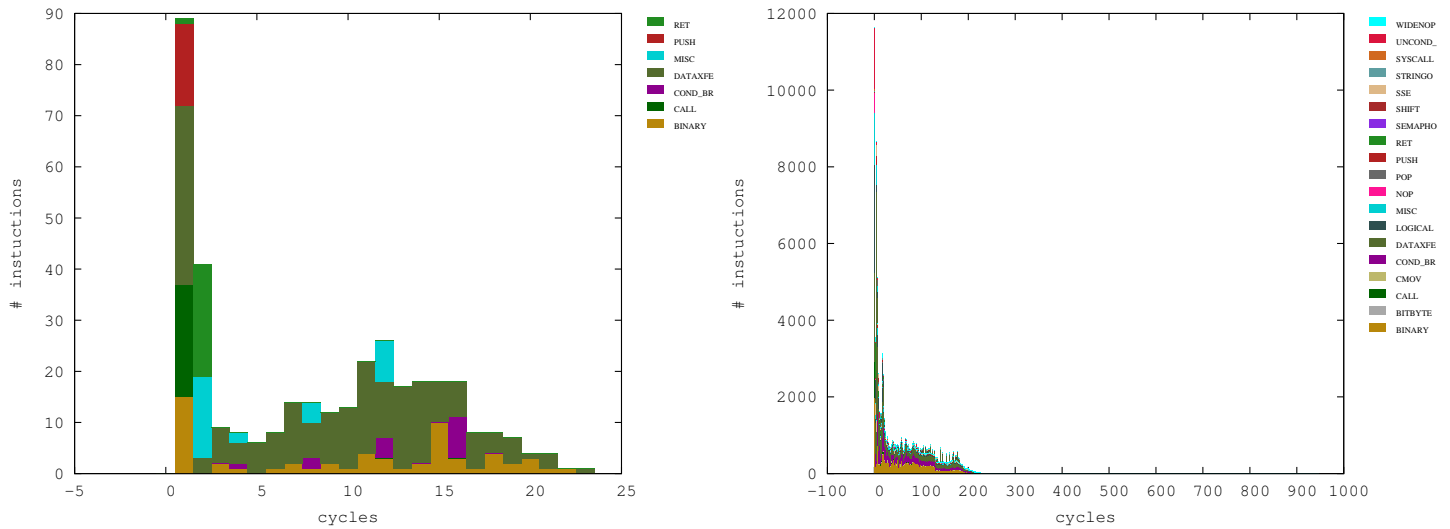 90
80
70
60
50
40
30
20
10
0
−5
0
5
10
15
20
25
# instuctions
cycles
RET
PUSH
MISC
DATAXFE
COND_BR
CALL
BINARY
12000
10000
8000
6000
4000
2000
0
−100
0
100
200
300
400
500
600
700
800
900
1000
# instuctions
cycles
WIDENOP
UNCOND_
SYSCALL
STRINGO
SSE
SHIFT
SEMAPHO
RET
PUSH
POP
NOP
MISC
LOGICAL
DATAXFE
COND_BR
CMOV
CALL
BITBYTE
BINARY